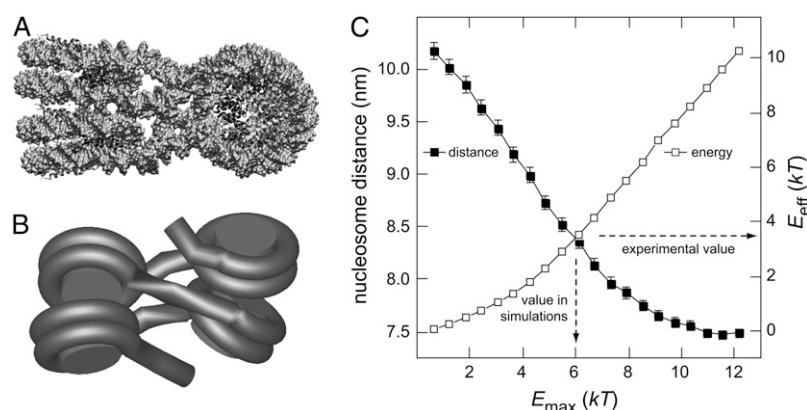 A
B
C
nucleosome distance (nm)
10.0
9.5
9.0
8.5
8.0
7.5
distance
energy
experimental value
value in
simulations
10
8
6
4
2
0
E_eff (kT)
2
4
6
8
10
12
E_max (kT)